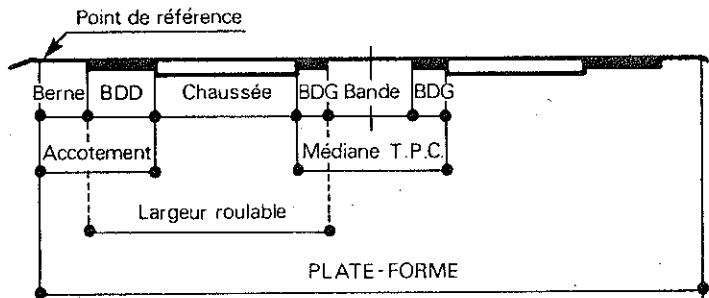 Point de référence
Berne BDD Chaussée BDG Bande BDG
Accotement Médiane T.P.C.
Largeur roulable
PLATE-FORME